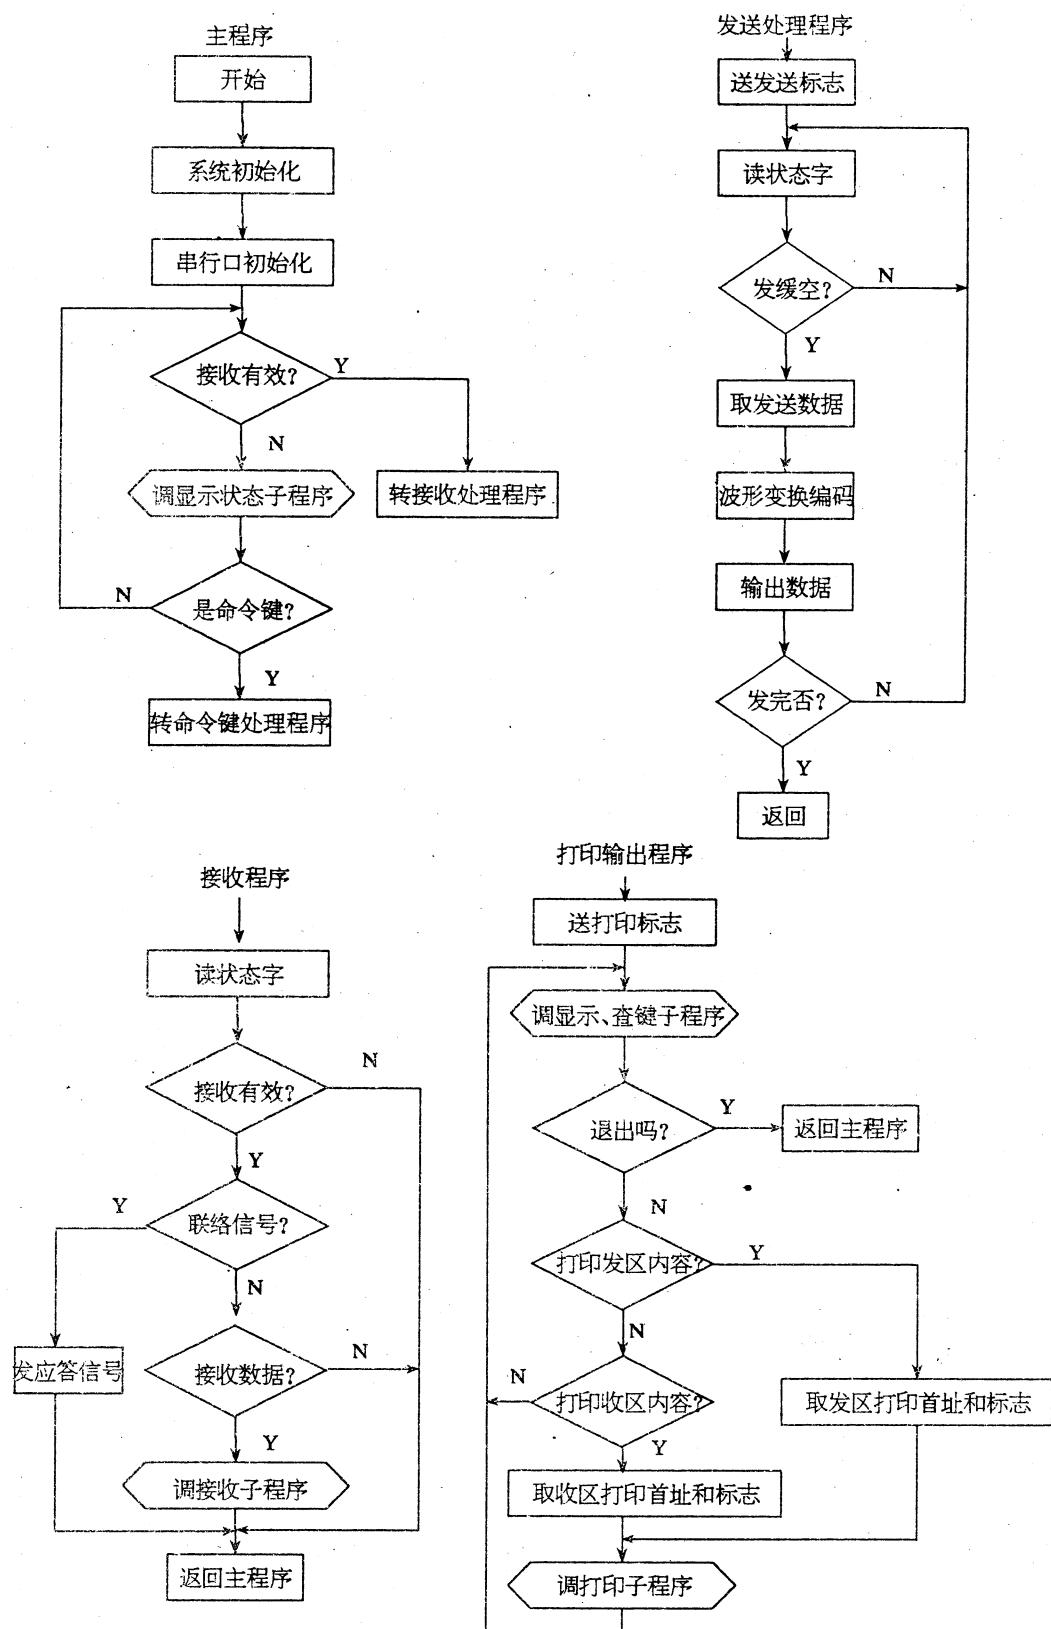 主程序
开始
系统初始化
串行口初始化
接收有效?
Y
N
调显示状态子程序
转接收处理程序
是命令键?
N
Y
转命令键处理程序
发送处理程序
送发送标志
读状态字
发缓空?
N
Y
取发送数据
波形变换编码
输出数据
发完否?
N
Y
返回
接收程序
读状态字
接收有效?
N
Y
联络信号?
Y
N
发应答信号
接收数据?
N
Y
调接收子程序
返回主程序
打印输出程序
送打印标志
调显示、查键子程序
退出吗?
Y
返回主程序
N
打印发区内容?
Y
N
打印收区内容?
N
取发区打印首址和标志
Y
取收区打印首址和标志
调打印子程序